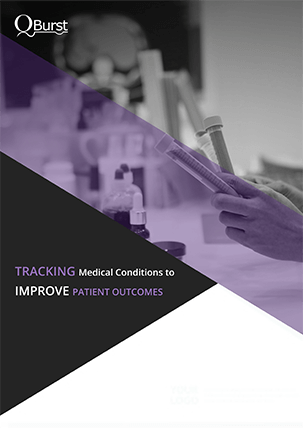 QBURST
TRACKING Medical Conditions to
IMPROVE PATIENT OUTCOMES